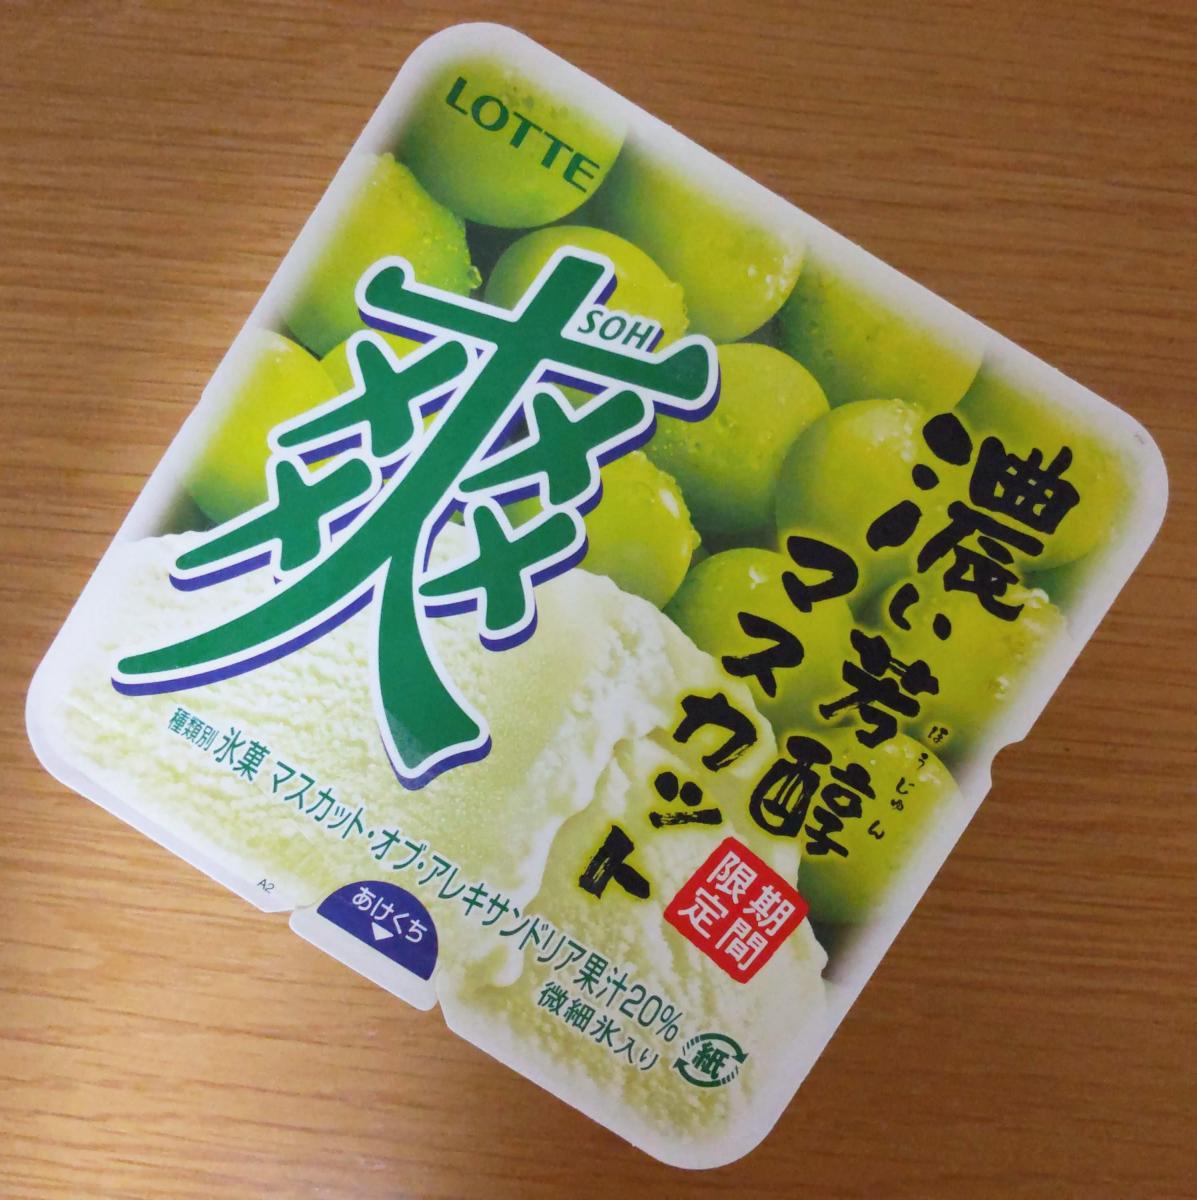 LOTTE
爽
SOH
濃い芳醇
ほうじゅん
マスカット
期間
限定
種類別 氷菓 マスカット・オブ・アレキサンドリア果汁20%
微細氷入り
紙
あけくち
A2